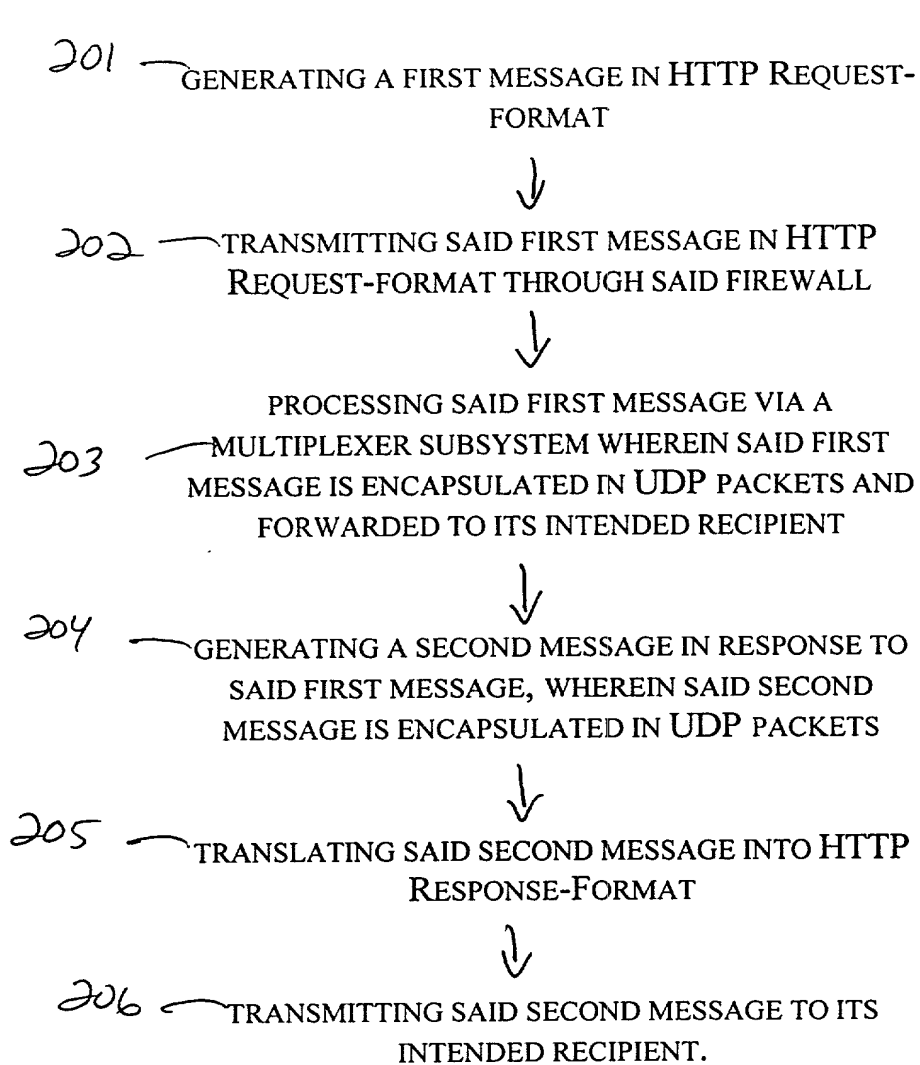 201 GENERATING A FIRST MESSAGE IN HTTP REQUEST-
FORMAT
202 TRANSMITTING SAID FIRST MESSAGE IN HTTP
REQUEST-FORMAT THROUGH SAID FIREWALL
PROCESSING SAID FIRST MESSAGE VIA A
203 MULTIPLEXER SUBSYSTEM WHEREIN SAID FIRST
MESSAGE IS ENCAPSULATED IN UDP PACKETS AND
FORWARDED TO ITS INTENDED RECIPIENT
204 GENERATING A SECOND MESSAGE IN RESPONSE TO
SAID FIRST MESSAGE, WHEREIN SAID SECOND
MESSAGE IS ENCAPSULATED IN UDP PACKETS
205 TRANSLATING SAID SECOND MESSAGE INTO HTTP
RESPONSE-FORMAT
206 TRANSMITTING SAID SECOND MESSAGE TO ITS
INTENDED RECIPIENT.